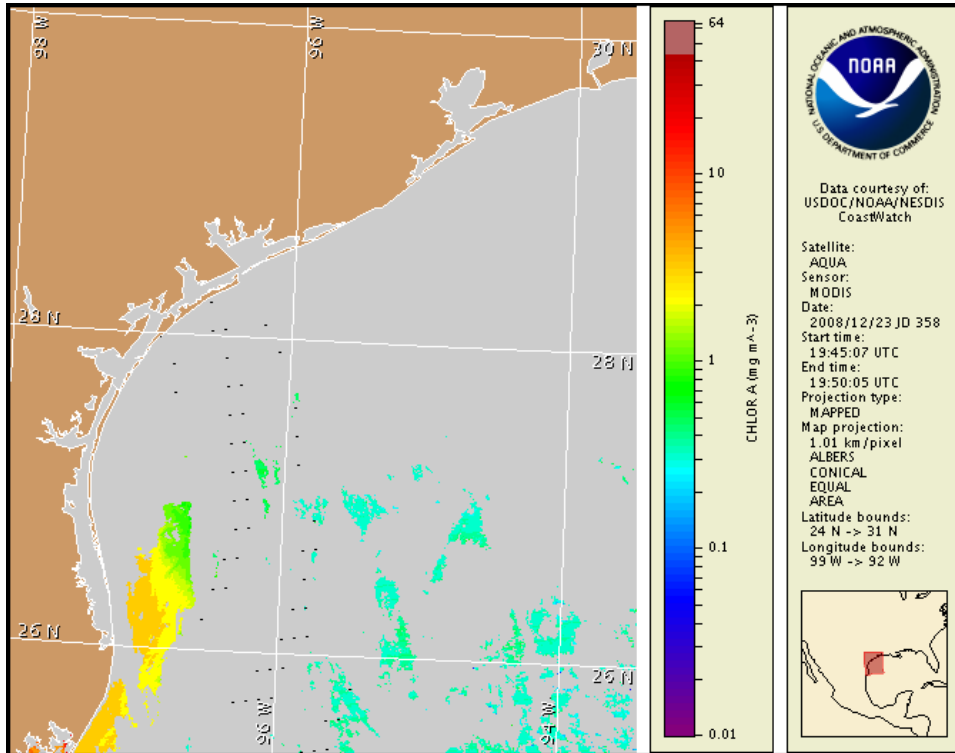 98 W
96 W
30 N
28 N
28 N
26 N
26 N
96 W
94 W
64
10
1
0.1
0.01
CHLOR A (mg m^-3)
NATIONAL OCEANIC AND ATMOSPHERIC ADMINISTRATION
NOAA
U.S. DEPARTMENT OF COMMERCE
Data courtesy of:
USDOC/NOAA/NESDIS
CoastWatch
Satellite:
AQUA
Sensor:
MODIS
Date:
2008/12/23 JD 358
Start time:
19:45:07 UTC
End time:
19:50:05 UTC
Projection type:
MAPPED
Map projection:
1.01 km/pixel
ALBERS
CONICAL
EQUAL
AREA
Latitude bounds:
24 N -> 31 N
Longitude bounds:
99 W -> 92 W